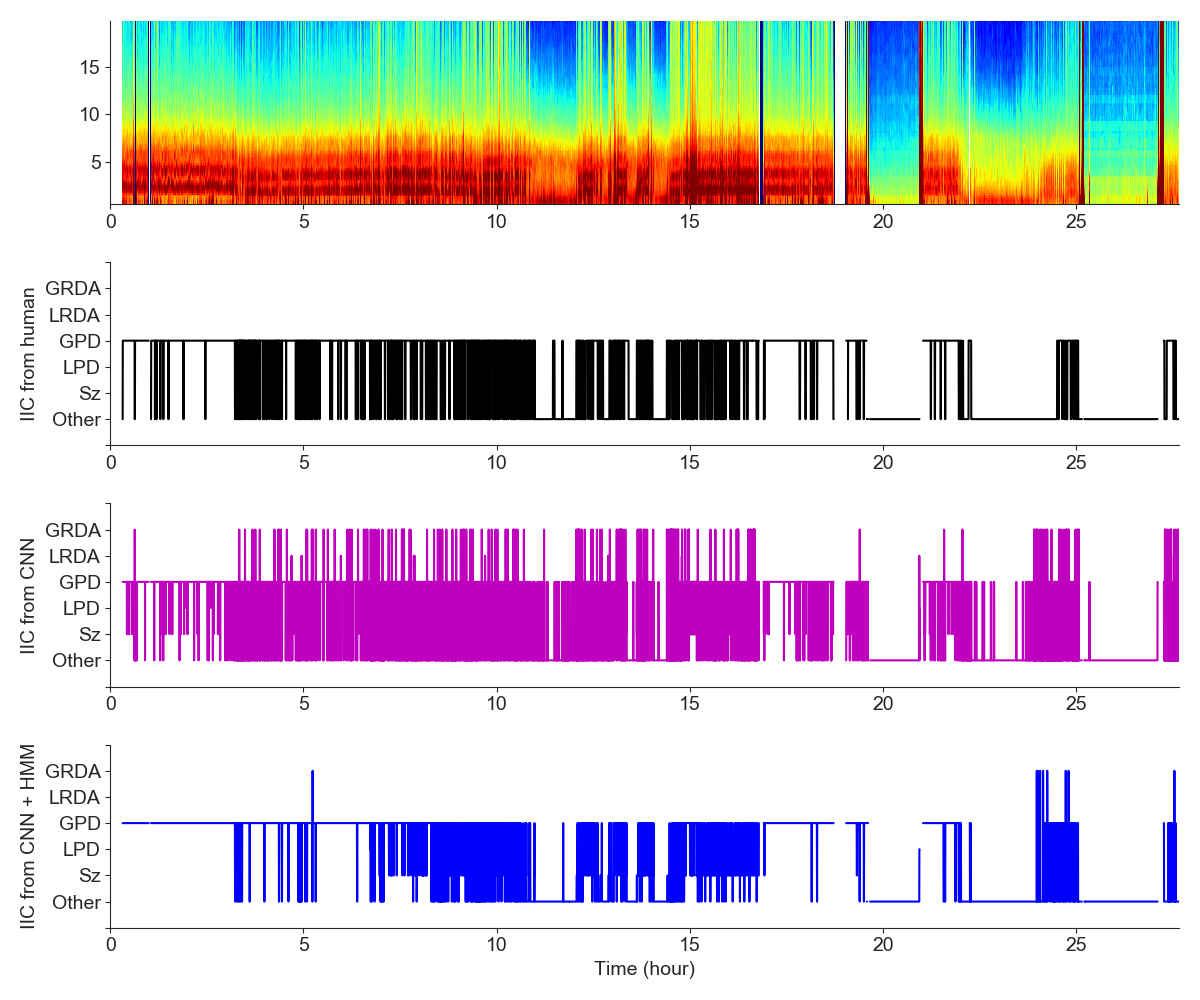 15
10
5
0 5 10 15 20 25
IIC from human
GRDA
LRDA
GPD
LPD
Sz
Other
0 5 10 15 20 25
IIC from CNN
GRDA
LRDA
GPD
LPD
Sz
Other
0 5 10 15 20 25
IIC from CNN + HMM
GRDA
LRDA
GPD
LPD
Sz
Other
0 5 10 15 20 25
Time (hour)